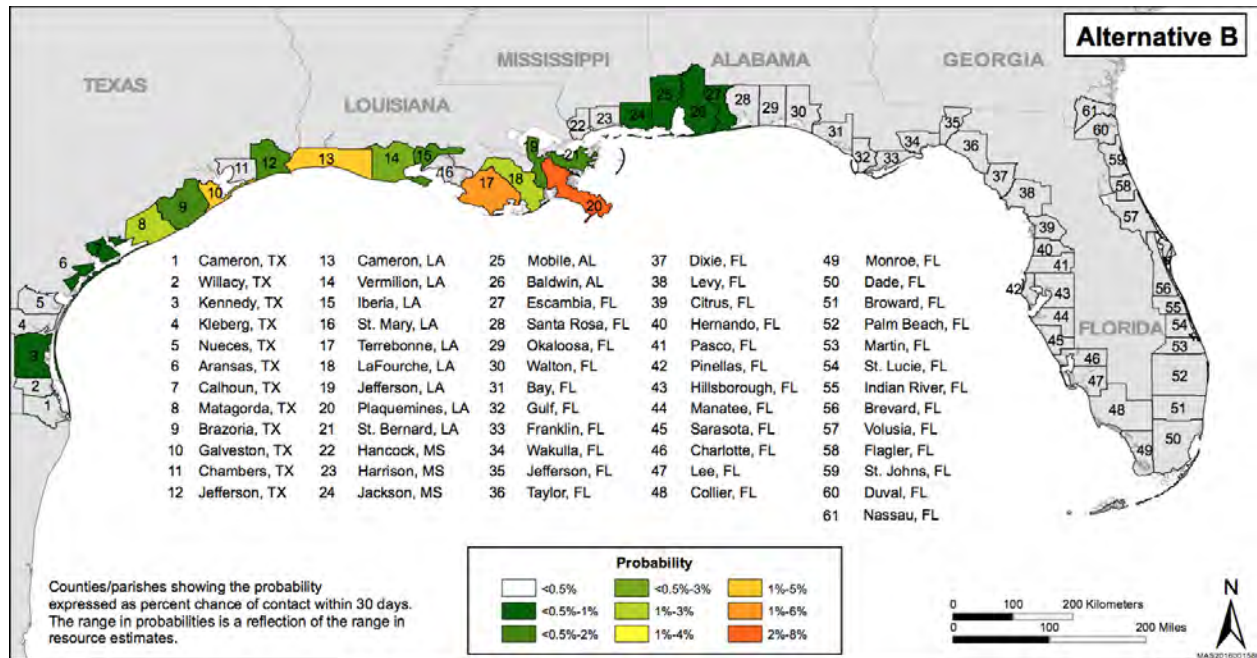 Alternative B
TEXAS
LOUISIANA
MISSISSIPPI
ALABAMA
GEORGIA
FLORIDA
1 Cameron, TX
2 Willacy, TX
3 Kennedy, TX
4 Kleberg, TX
5 Nueces, TX
6 Aransas, TX
7 Calhoun, TX
8 Matagorda, TX
9 Brazoria, TX
10 Galveston, TX
11 Chambers, TX
12 Jefferson, TX
13 Cameron, LA
14 Vermilion, LA
15 Iberia, LA
16 St. Mary, LA
17 Terrebonne, LA
18 LaFourche, LA
19 Jefferson, LA
20 Plaquemines, LA
21 St. Bernard, LA
22 Hancock, MS
23 Harrison, MS
24 Jackson, MS
25 Mobile, AL
26 Baldwin, AL
27 Escambia, FL
28 Santa Rosa, FL
29 Okaloosa, FL
30 Walton, FL
31 Bay, FL
32 Gulf, FL
33 Franklin, FL
34 Wakulla, FL
35 Jefferson, FL
36 Taylor, FL
37 Dixie, FL
38 Levy, FL
39 Citrus, FL
40 Hernando, FL
41 Pasco, FL
42 Pinellas, FL
43 Hillsborough, FL
44 Manatee, FL
45 Sarasota, FL
46 Charlotte, FL
47 Lee, FL
48 Collier, FL
49 Monroe, FL
50 Dade, FL
51 Broward, FL
52 Palm Beach, FL
53 Martin, FL
54 St. Lucie, FL
55 Indian River, FL
56 Brevard, FL
57 Volusia, FL
58 Flagler, FL
59 St. Johns, FL
60 Duval, FL
61 Nassau, FL
Counties/parishes showing the probability
expressed as percent chance of contact within 30 days.
The range in probabilities is a reflection of the range in
resource estimates.
Probability
<0.5%
<0.5%-1%
<0.5%-2%
<0.5%-3%
1%-3%
1%-4%
1%-5%
1%-6%
2%-8%
N
0 100 200 Kilometers
0 100 200 Miles